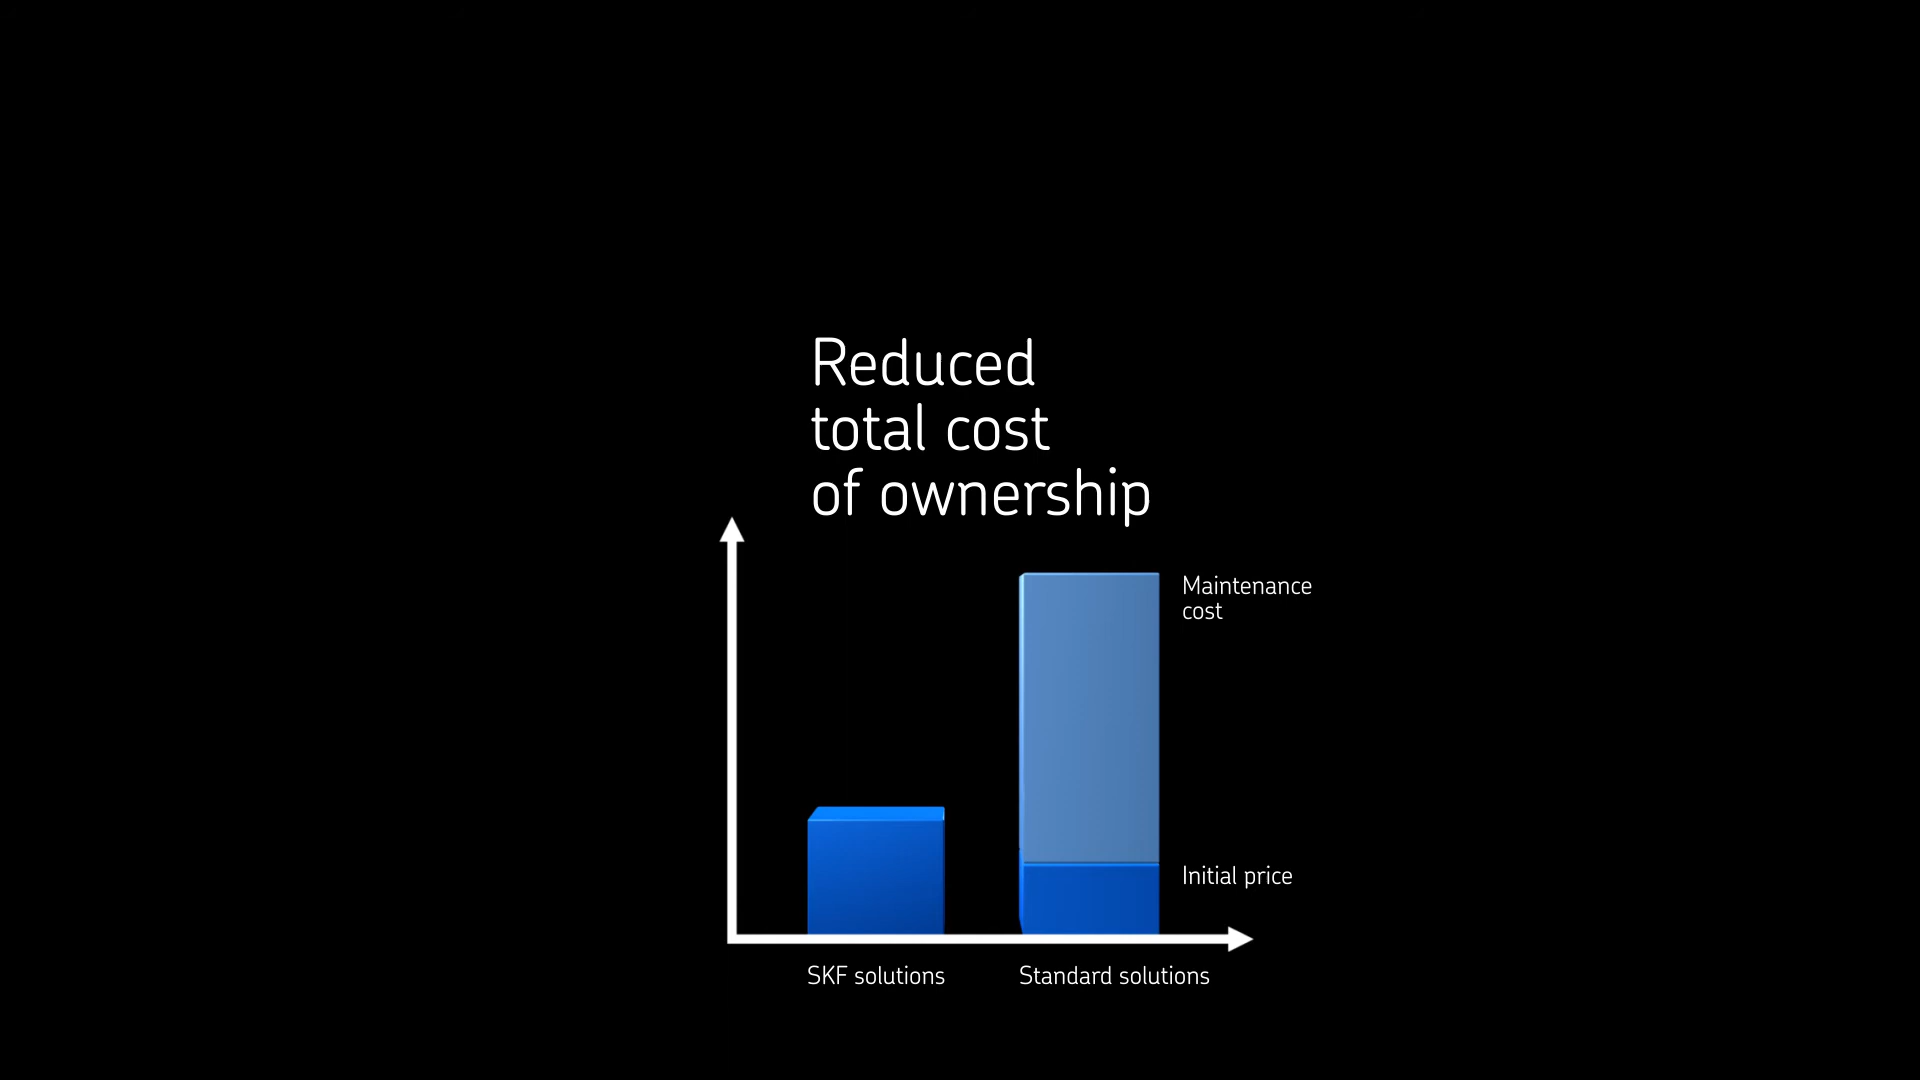 Reduced
total cost
of ownership
Maintenance
cost
Initial price
SKF solutions
Standard solutions